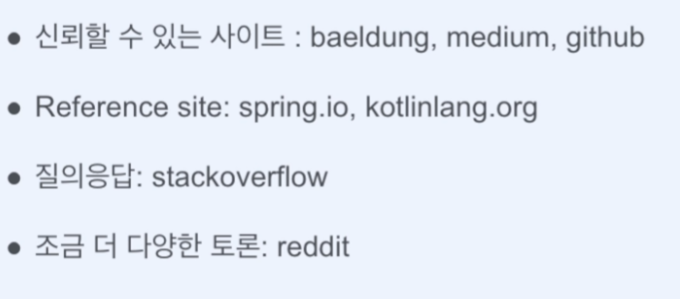 ● 신뢰할 수 있는 사이트 : baeldung, medium, github
● Reference site: spring.io, kotlinlang.org
● 질의응답: stackoverflow
● 조금 더 다양한 토론: reddit